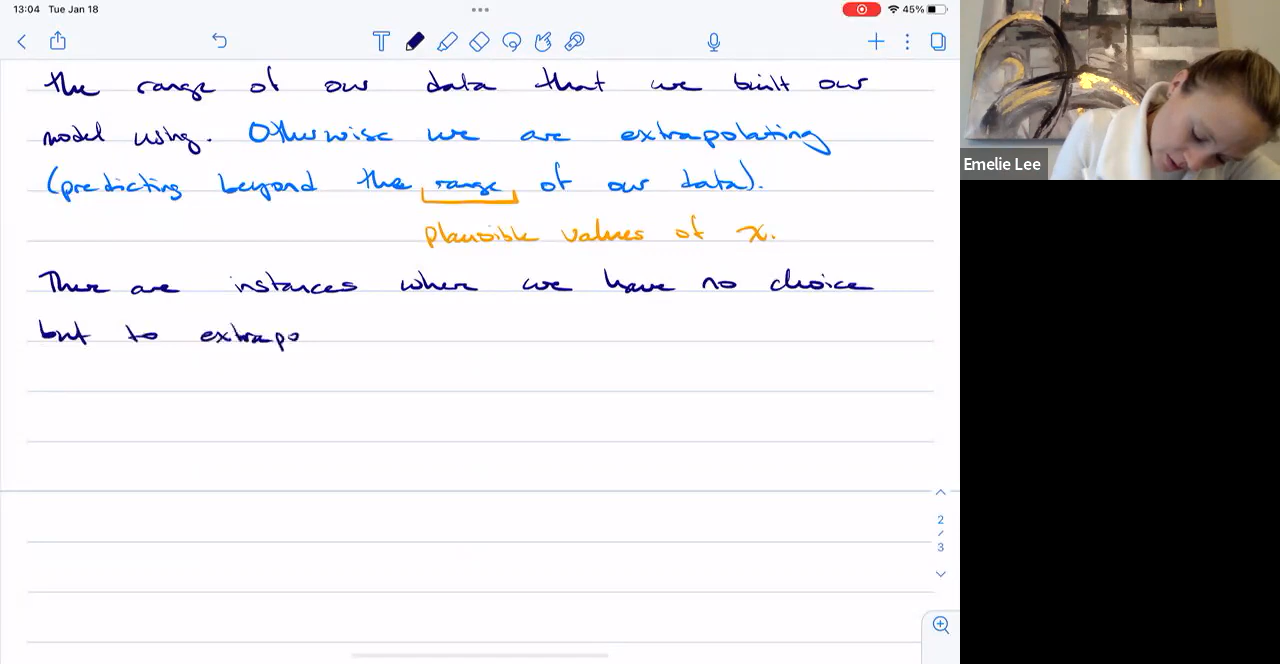 13:04 Tue Jan 18
45%
the range of our data that we built our
model using. Otherwise we are extrapolating
(predicting beyond the range of our data).
plausible values of x.
There are instances where we have no choice
but to extrapo
2
3
Emelie Lee